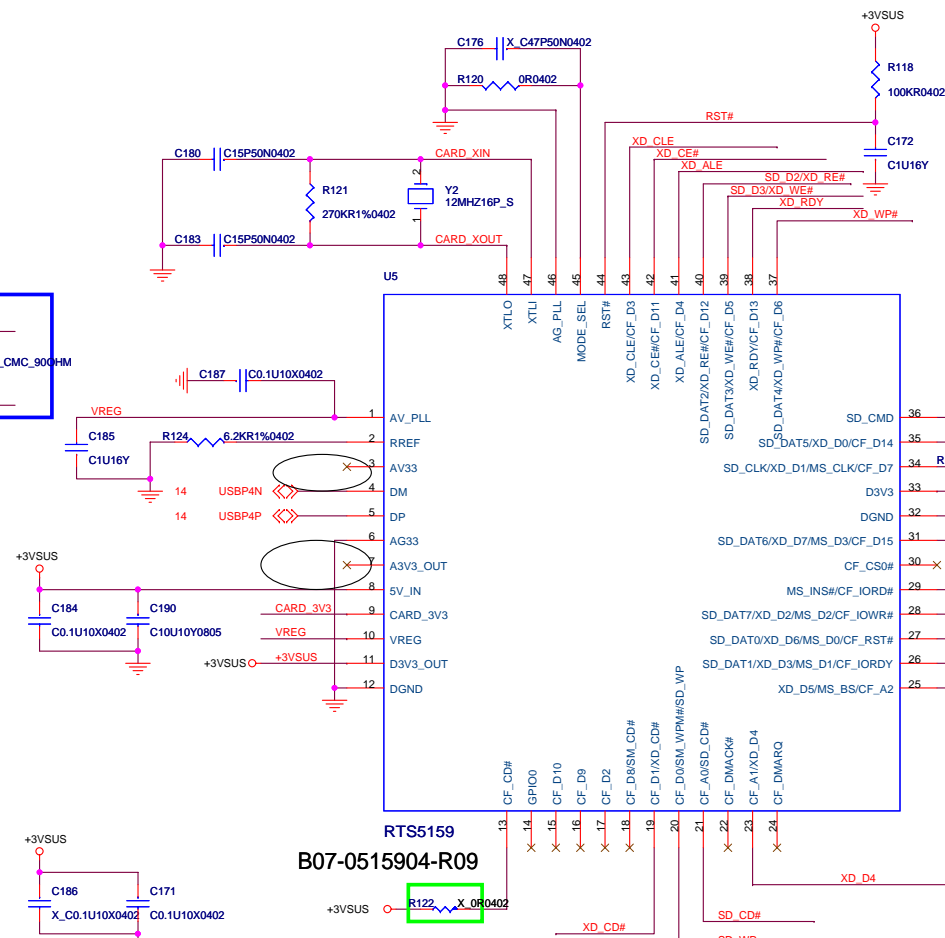 +3VSUS
C176
X_C47P50N0402
R120
0R0402
R118
100KR0402
RST#
C172
C1U16Y
XD_CLE
XD_CE#
XD_ALE
SD_D2/XD_RE#
SD_D3/XD_WE#
XD_RDY
XD_WP#
C180
C15P50N0402
CARD_XIN
R121
270KR1%0402
2
1
Y2
12MHZ16P_S
C183
C15P50N0402
CARD_XOUT
U5
48
47
46
45
44
43
42
41
40
39
38
37
XTLO
XTLI
AG_PLL
MODE_SEL
RST#
XD_CLE/CF_D3
XD_CE#/CF_D11
XD_ALE/CF_D4
SD_DAT2/XD_RE#/CF_D12
SD_DAT3/XD_WE#/CF_D5
XD_RDY/CF_D13
SD_DAT4/XD_WP#/CF_D6
_CMC_90OHM
C187
C0.1U10X0402
VREG
C185
C1U16Y
R124
6.2KR1%0402
14
USBP4N
14
USBP4P
1
AV_PLL
2
RREF
3
AV33
4
DM
5
DP
6
AG33
7
A3V3_OUT
8
5V_IN
9
CARD_3V3
10
VREG
11
D3V3_OUT
12
DGND
CARD_3V3
VREG
+3VSUS
+3VSUS
+3VSUS
C184
C0.1U10X0402
C190
C10U10Y0805
SD_CMD
36
SD_DAT5/XD_D0/CF_D14
35
SD_CLK/XD_D1/MS_CLK/CF_D7
34
R
D3V3
33
DGND
32
SD_DAT6/XD_D7/MS_D3/CF_D15
31
CF_CS0#
30
MS_INS#/CF_IORD#
29
SD_DAT7/XD_D2/MS_D2/CF_IOWR#
28
SD_DAT0/XD_D6/MS_D0/CF_RST#
27
SD_DAT1/XD_D3/MS_D1/CF_IORDY
26
XD_D5/MS_BS/CF_A2
25
CF_CD#
GPIO0
CF_D10
CF_D9
CF_D2
CF_D8/SM_CD#
CF_D1/XD_CD#
CF_D0/SM_WPM#/SD_WP
CF_A0/SD_CD#
CF_DMACK#
CF_A1/XD_D4
CF_DMARQ
13
14
15
16
17
18
19
20
21
22
23
24
RTS5159
B07-0515904-R09
+3VSUS
R122
X_0R0402
XD_D4
XD_CD#
SD_CD#
SD_WP
+3VSUS
C186
X_C0.1U10X0402
C171
C0.1U10X0402